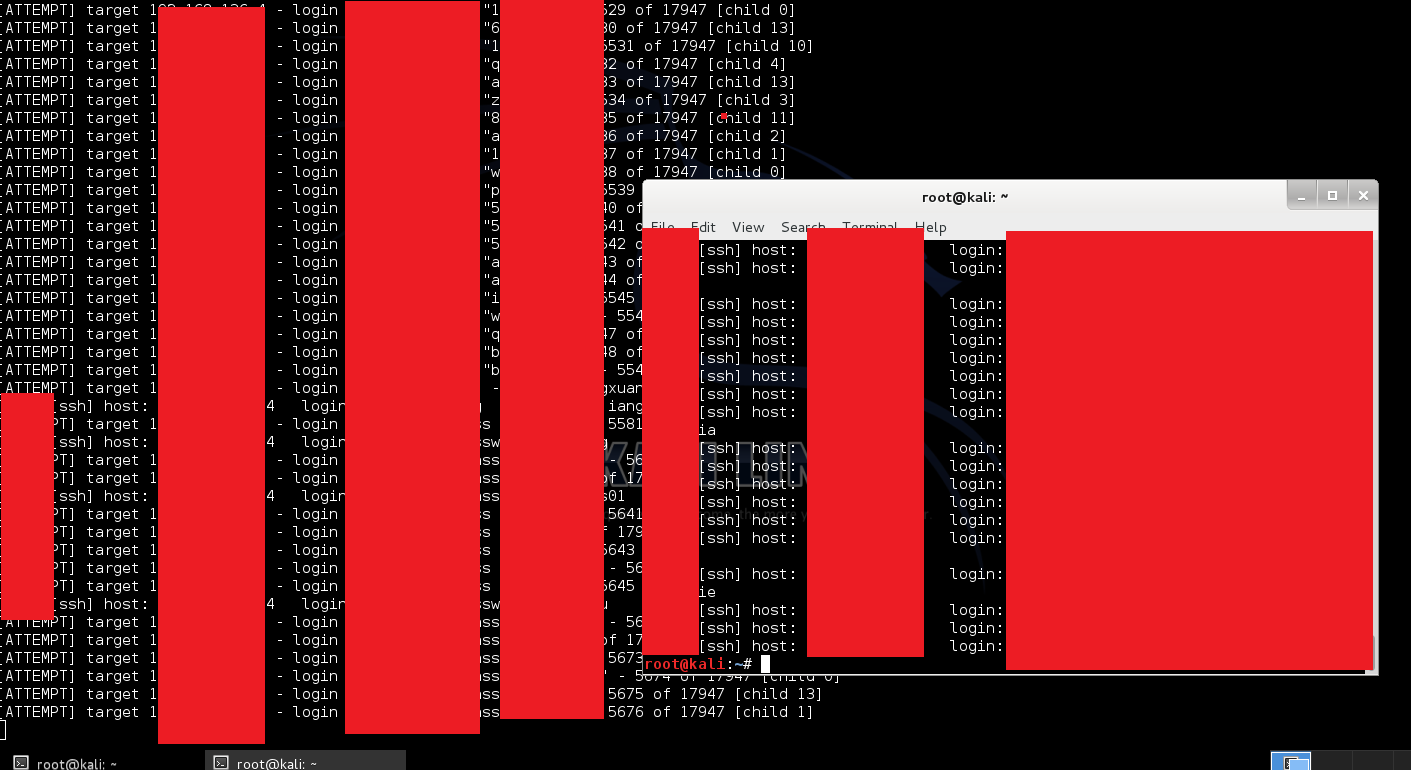 [ATTEMPT] target 1 - login "1 529 of 17947 [child 0]
[ATTEMPT] target 1 - login "6 30 of 17947 [child 13]
[ATTEMPT] target 1 - login "1 5531 of 17947 [child 10]
[ATTEMPT] target 1 - login "q 32 of 17947 [child 4]
[ATTEMPT] target 1 - login "a 33 of 17947 [child 13]
[ATTEMPT] target 1 - login "z 534 of 17947 [child 3]
[ATTEMPT] target 1 - login "8 35 of 17947 [child 11]
[ATTEMPT] target 1 - login "a 36 of 17947 [child 2]
[ATTEMPT] target 1 - login "1 37 of 17947 [child 1]
[ATTEMPT] target 1 - login "w 38 of 17947 [child 0]
[ATTEMPT] target 1 - login "p 5539
[ATTEMPT] target 1 - login "5 40 of
[ATTEMPT] target 1 - login "5 541 o
[ATTEMPT] target 1 - login "5 542 o
[ATTEMPT] target 1 - login "a 43 of
[ATTEMPT] target 1 - login "a 44 of
[ATTEMPT] target 1 - login "i 5545
[ATTEMPT] target 1 - login "w - 554
[ATTEMPT] target 1 - login "q 47 of
[ATTEMPT] target 1 - login "b 48 of
[ATTEMPT] target 1 - login "b - 554
[ATTEMPT] target 1 - login - gxuan
[ssh] host: 4 login g iang
PT] target 1 - login ss 5581
[ssh] host: 4 login ssw g
PT] target 1 - login ass - 56
PT] target 1 - login ass of 17
[ssh] host: 4 login ass s01
PT] target 1 - login ass 5641
PT] target 1 - login ss f 179
PT] target 1 - login ss 5643
PT] target 1 - login ss - 56
PT] target 1 - login ss 5645
[ssh] host: 4 login ssw u
[ATTEMPT] target 1 - login ass - 56
[ATTEMPT] target 1 - login ass of 17
[ATTEMPT] target 1 - login ass 5673
[ATTEMPT] target 1 - login ass ' - 5674 of 17947 [child 0]
[ATTEMPT] target 1 - login ass 5675 of 17947 [child 13]
[ATTEMPT] target 1 - login ass 5676 of 17947 [child 1]
KALI LIN
root@kali: ~
File Edit View Search Terminal Help
[ssh] host: login:
[ssh] host: login:
[ssh] host: login:
[ssh] host: login:
[ssh] host: login:
[ssh] host: login:
[ssh] host: login:
[ssh] host: login:
[ssh] host: login:
ia
[ssh] host: login:
[ssh] host: login:
[ssh] host: login:
[ssh] host: login:
[ssh] host: login:
[ssh] host: login:
[ssh] host: login:
ie
[ssh] host: login:
[ssh] host: login:
[ssh] host: login:
root@kali:~#
root@kali: ~
root@kali: ~